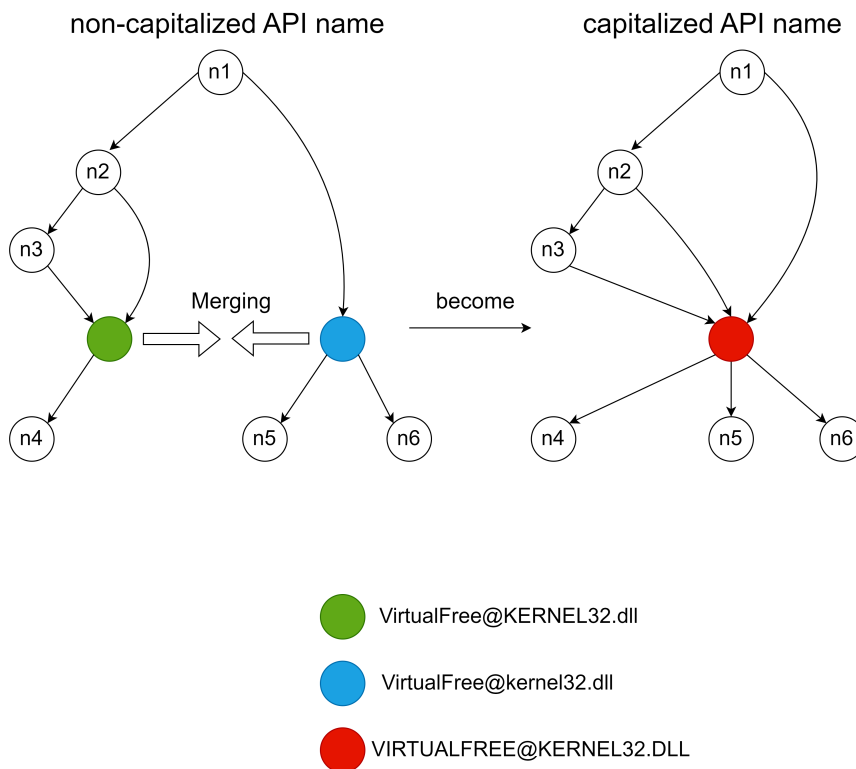 non-capitalized API name
capitalized API name
n1
n1
n2
n2
n3
n3
Merging
become
n4
n5
n6
n4
n5
n6
VirtualFree@KERNEL32.dll
VirtualFree@kernel32.dll
VIRTUALFREE@KERNEL32.DLL